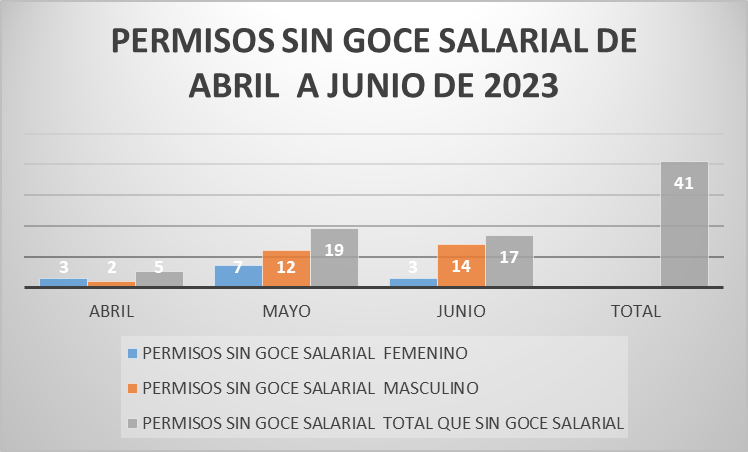 PERMISOS SIN GOCE SALARIAL DE
ABRIL  A JUNIO DE 2023
41
3 2 5 7 12 19 3 14 17
ABRIL MAYO JUNIO TOTAL
PERMISOS SIN GOCE SALARIAL  FEMENINO
PERMISOS SIN GOCE SALARIAL  MASCULINO
PERMISOS SIN GOCE SALARIAL  TOTAL QUE SIN GOCE SALARIAL